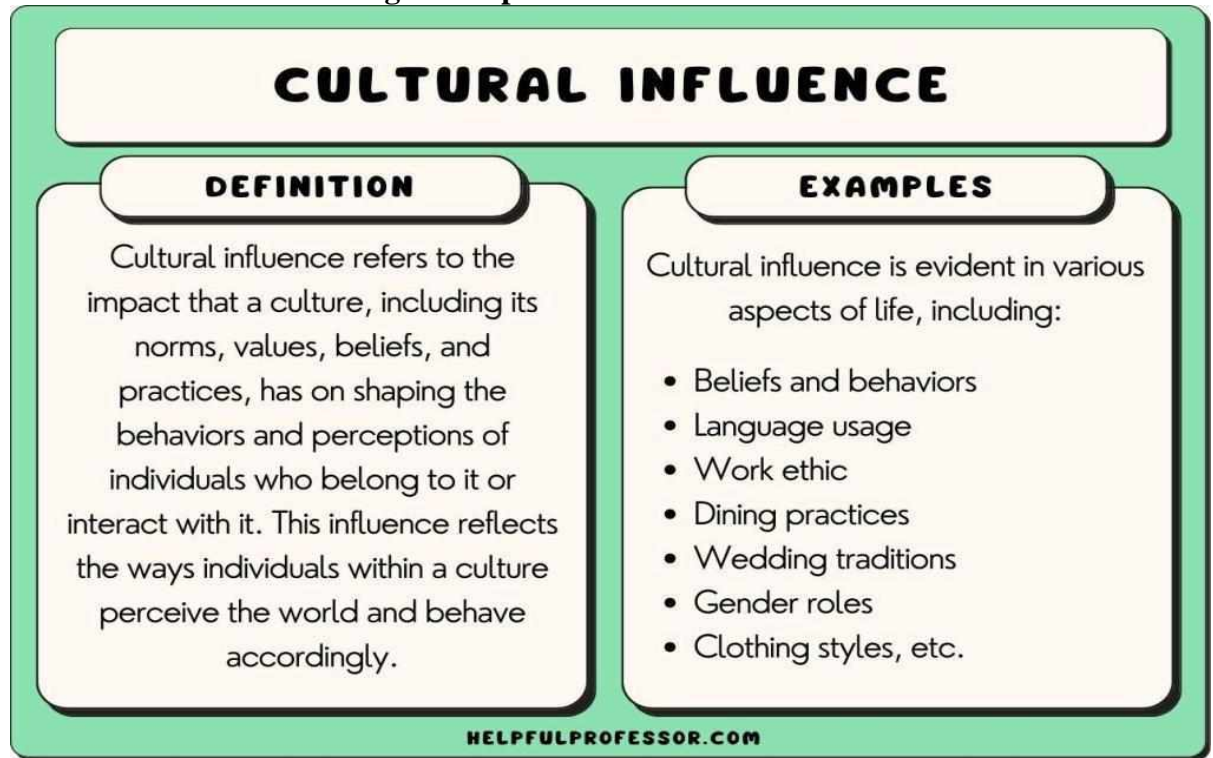 CULTURAL INFLUENCE
DEFINITION
Cultural influence refers to the
impact that a culture, including its
norms, values, beliefs, and
practices, has on shaping the
behaviors and perceptions of
individuals who belong to it or
interact with it. This influence reflects
the ways individuals within a culture
perceive the world and behave
accordingly.
EXAMPLES
Cultural influence is evident in various
aspects of life, including:
• Beliefs and behaviors
• Language usage
• Work ethic
• Dining practices
• Wedding traditions
• Gender roles
• Clothing styles, etc.
HELPFULPROFESSOR.COM